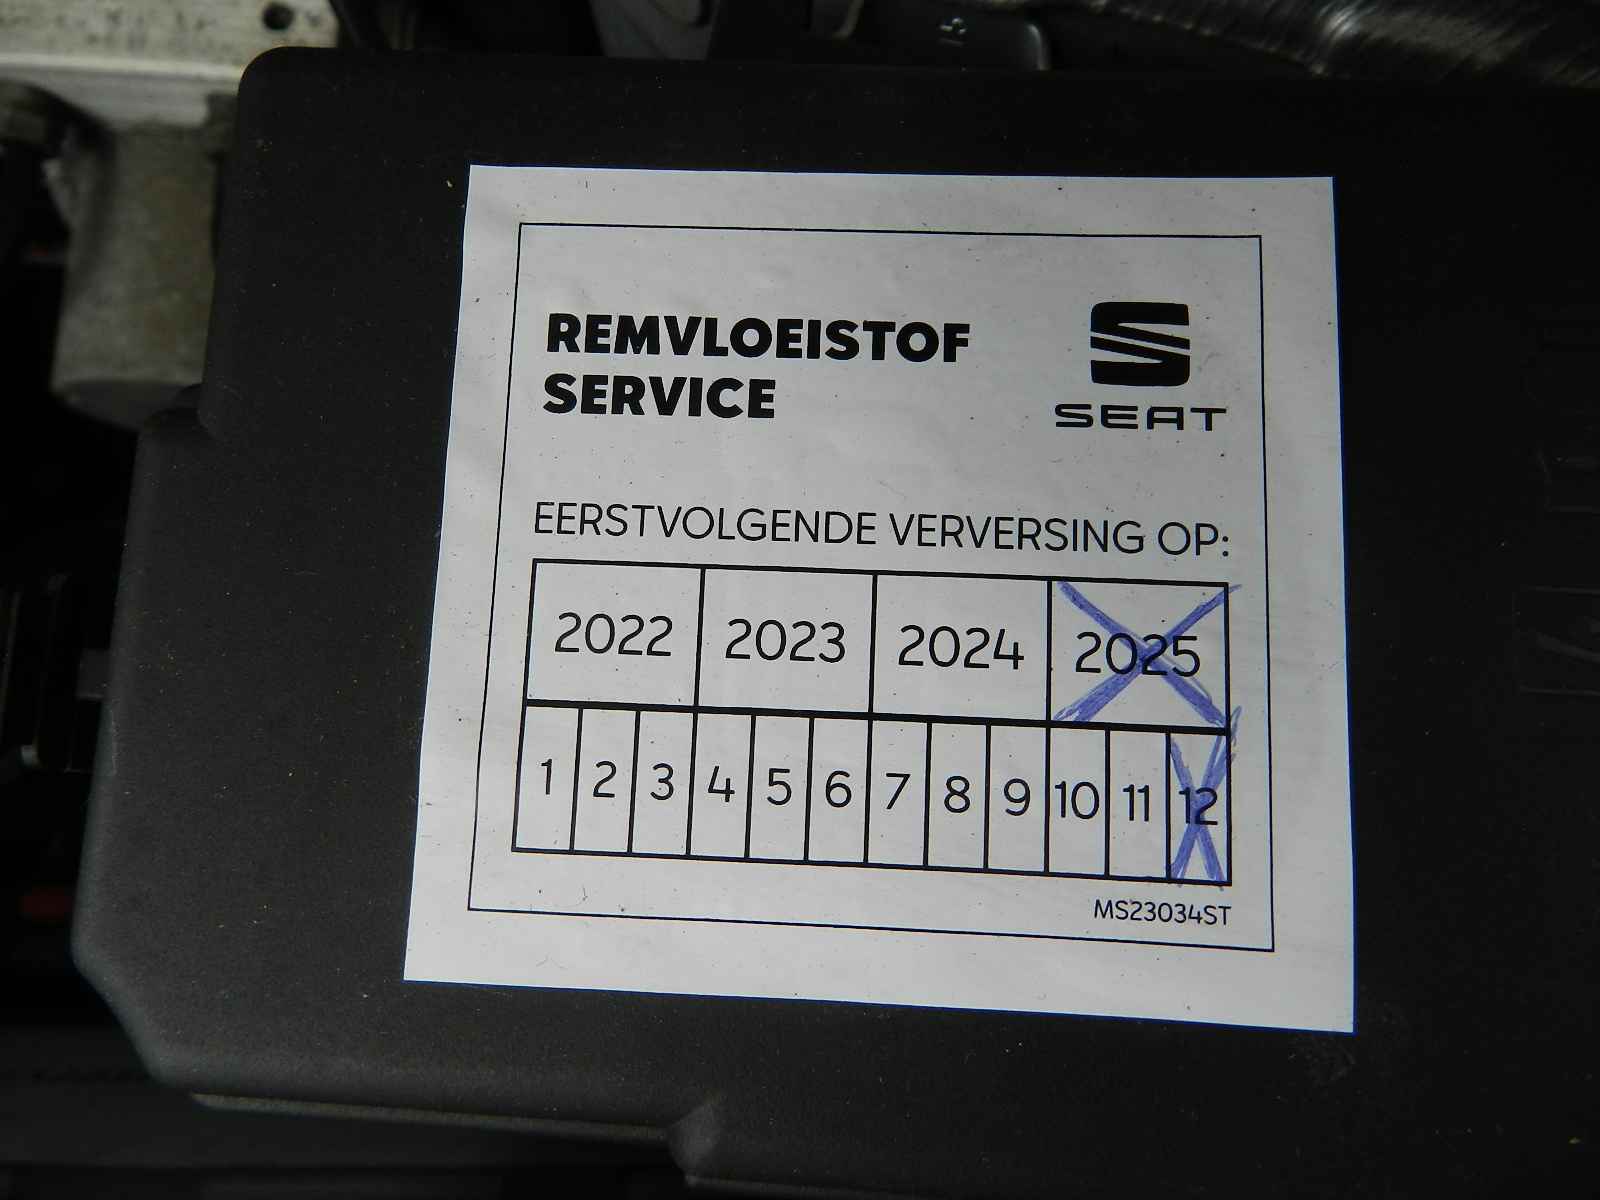 REMVLOEISTOF
SERVICE
SEAT
EERSTVOLGENDE VERVERSING OP:
2022 2023 2024 2025
1 2 3 4 5 6 7 8 9 10 11 12
MS23034ST